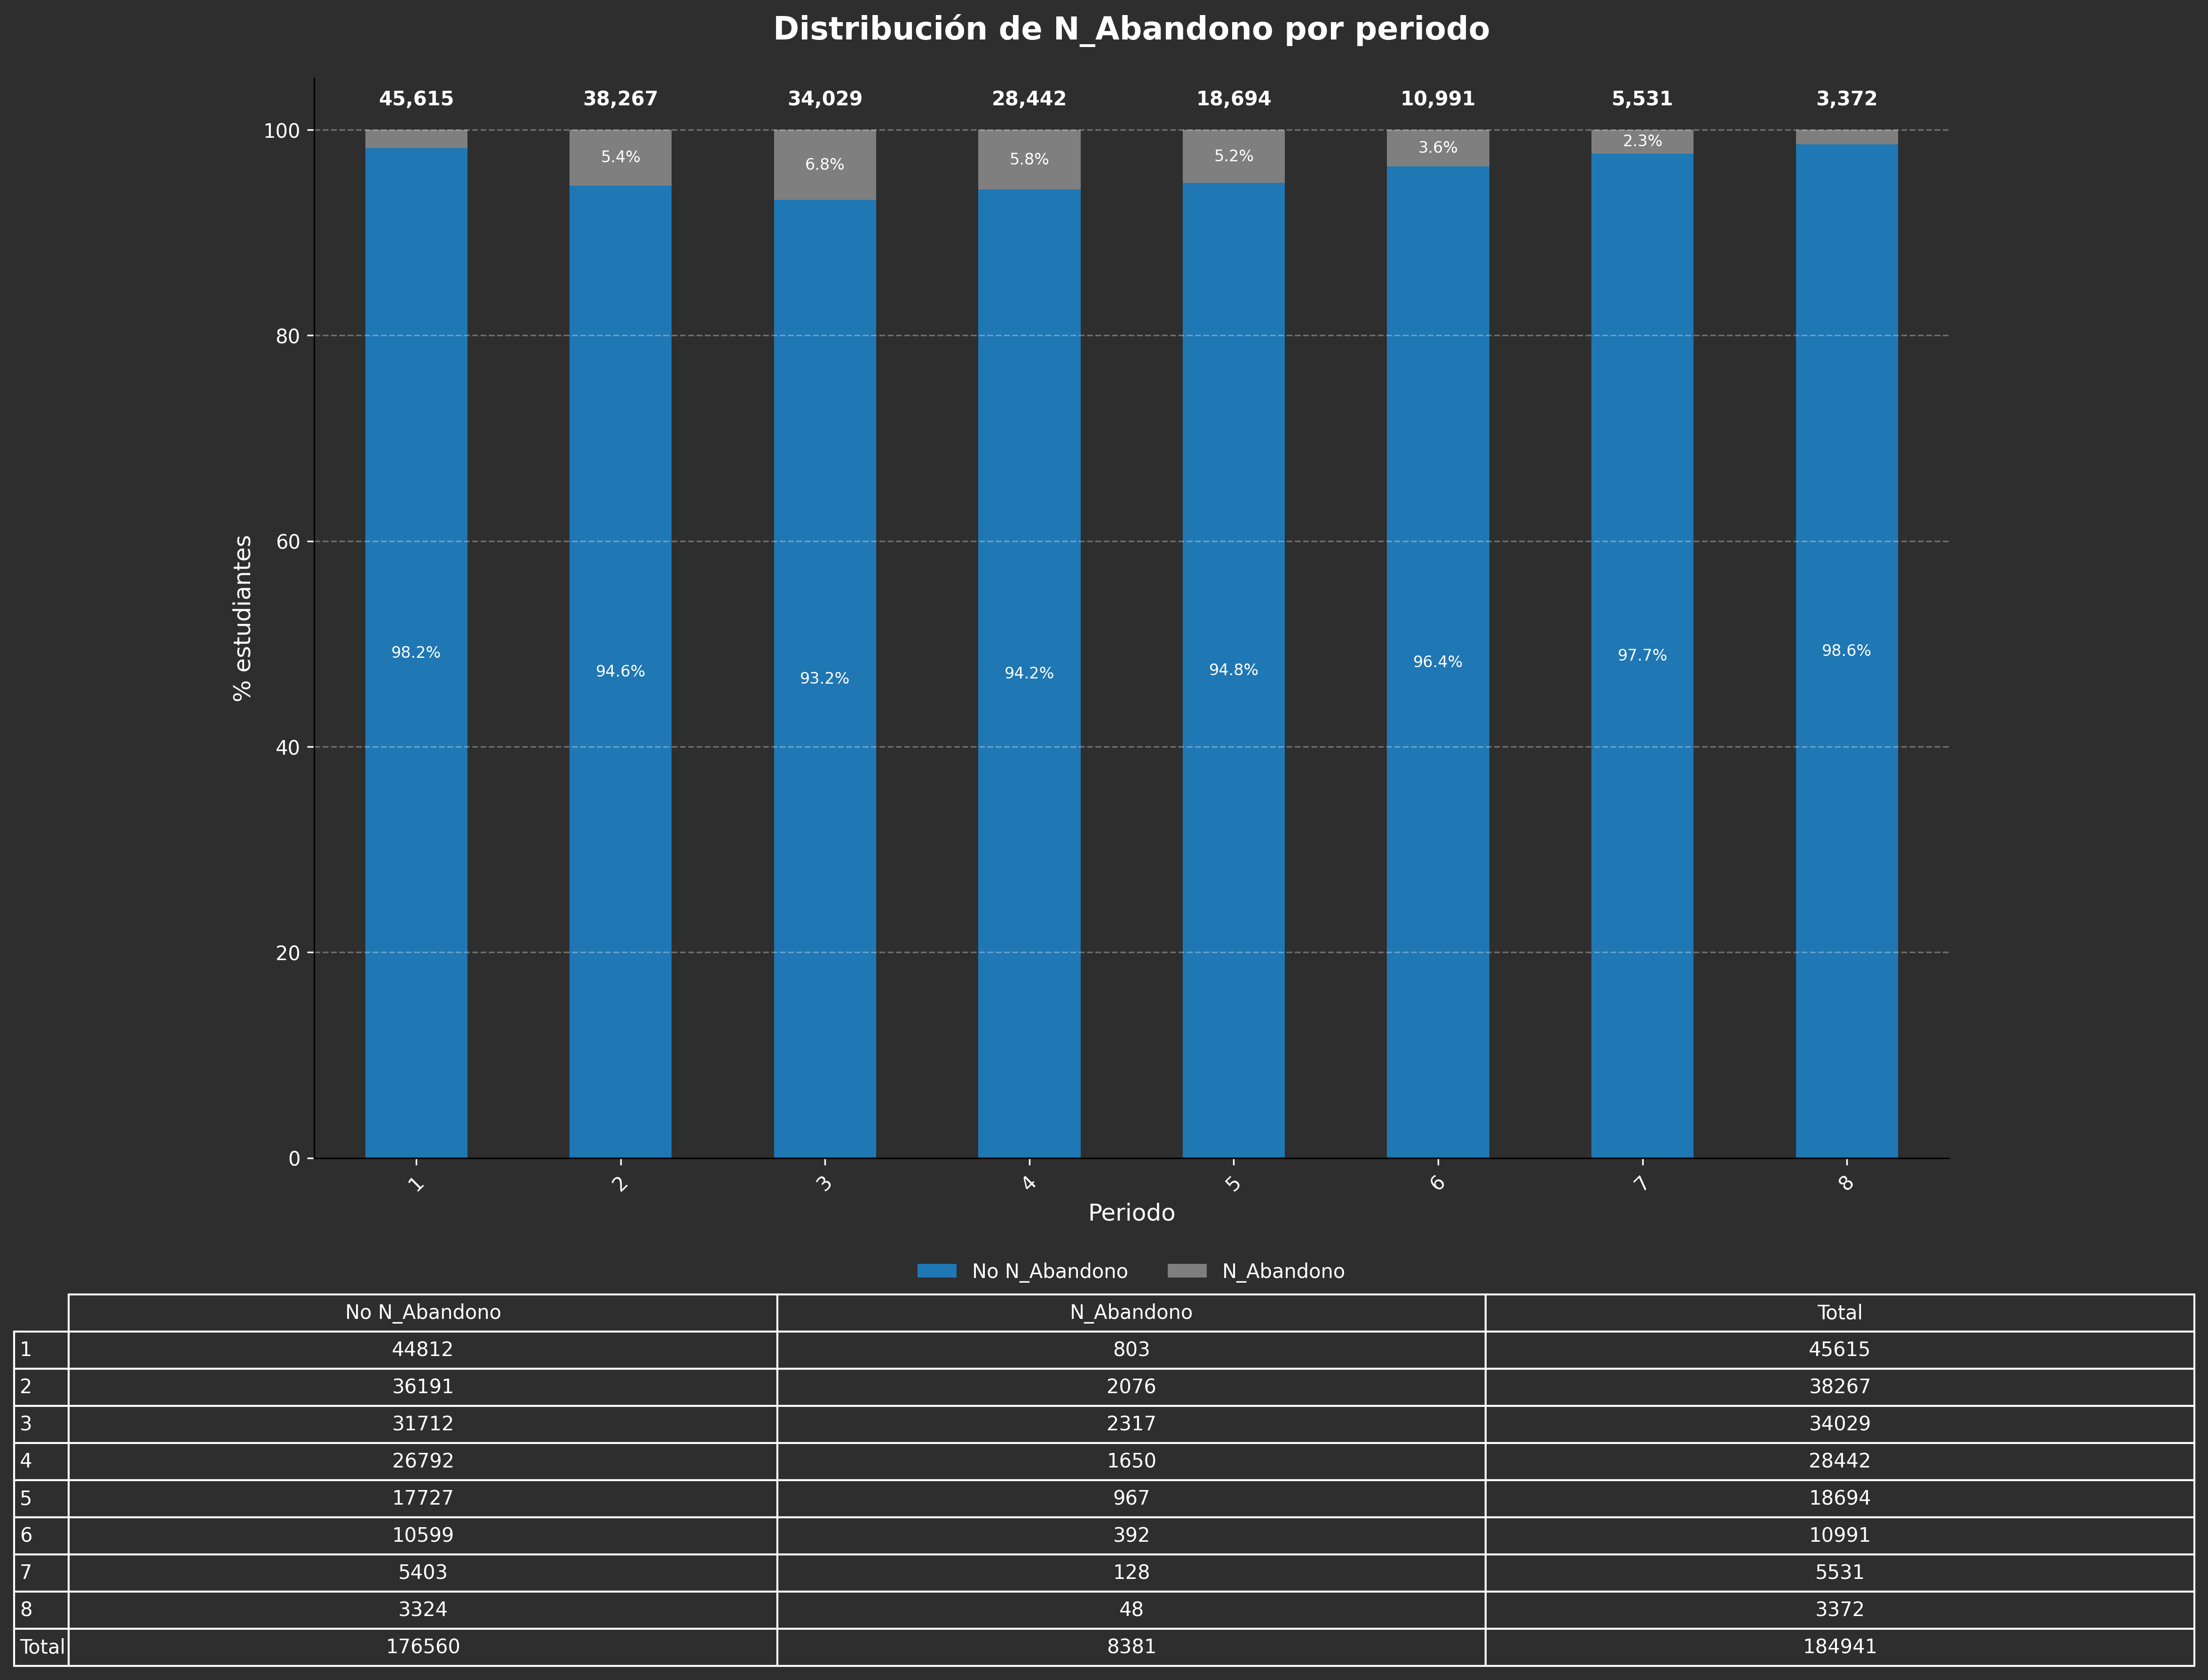 Distribución de N_Abandono por periodo
45,615 38,267 34,029 28,442 18,694 10,991 5,531 3,372
100
80
60
40
20
0
% estudiantes
5.4% 6.8% 5.8% 5.2% 3.6% 2.3%
98.2% 94.6% 93.2% 94.2% 94.8% 96.4% 97.7% 98.6%
1 2 3 4 5 6 7 8
Periodo
No N_Abandono N_Abandono
No N_Abandono N_Abandono Total
1 44812 803 45615
2 36191 2076 38267
3 31712 2317 34029
4 26792 1650 28442
5 17727 967 18694
6 10599 392 10991
7 5403 128 5531
8 3324 48 3372
Total 176560 8381 184941